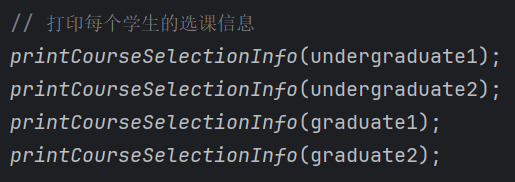 // 打印每个学生的选课信息
printCourseSelectionInfo(undergraduate1);
printCourseSelectionInfo(undergraduate2);
printCourseSelectionInfo(graduate1);
printCourseSelectionInfo(graduate2);